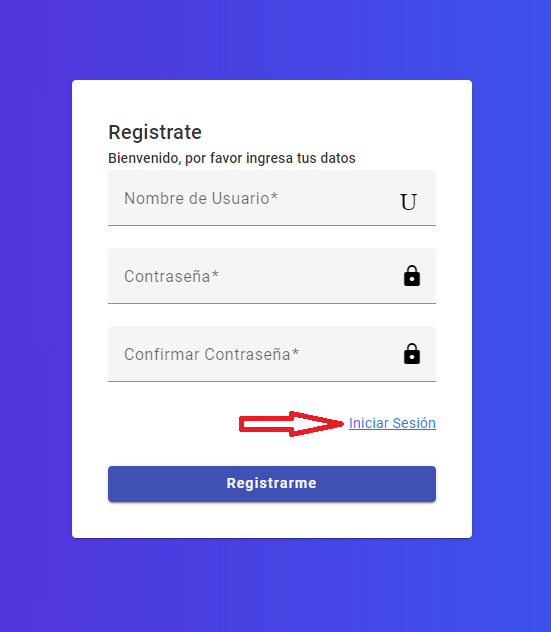 Registrate
Bienvenido, por favor ingresa tus datos
Nombre de Usuario*
U
Contraseña*
Confirmar Contraseña*
Iniciar Sesión
Registrarme